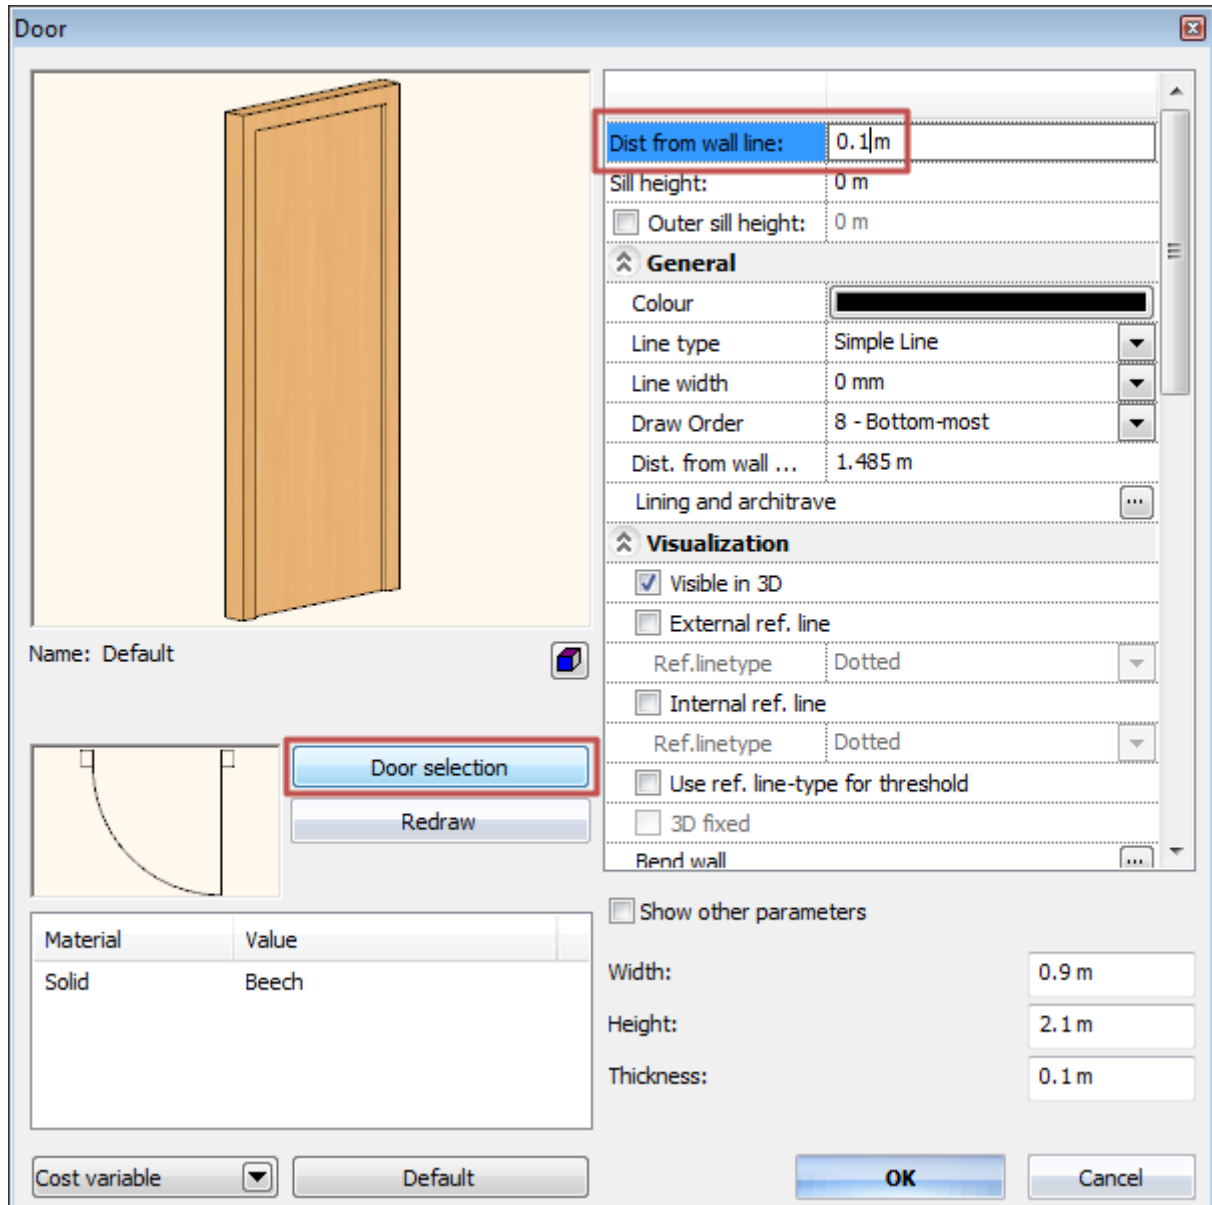 Door
Dist from wall line: 0.1 m
Sill height: 0 m
Outer sill height: 0 m
General
Colour
Line type Simple Line
Line width 0 mm
Draw Order 8 - Bottom-most
Dist. from wall ... 1.485 m
Lining and architrave ...
Visualization
Visible in 3D
External ref. line
Ref.linetype Dotted
Internal ref. line
Ref.linetype Dotted
Use ref. line-type for threshold
3D fixed
Bend wall ...
Name: Default
Door selection
Redraw
Material Value
Solid Beech
Show other parameters
Width: 0.9 m
Height: 2.1 m
Thickness: 0.1 m
Cost variable Default OK Cancel